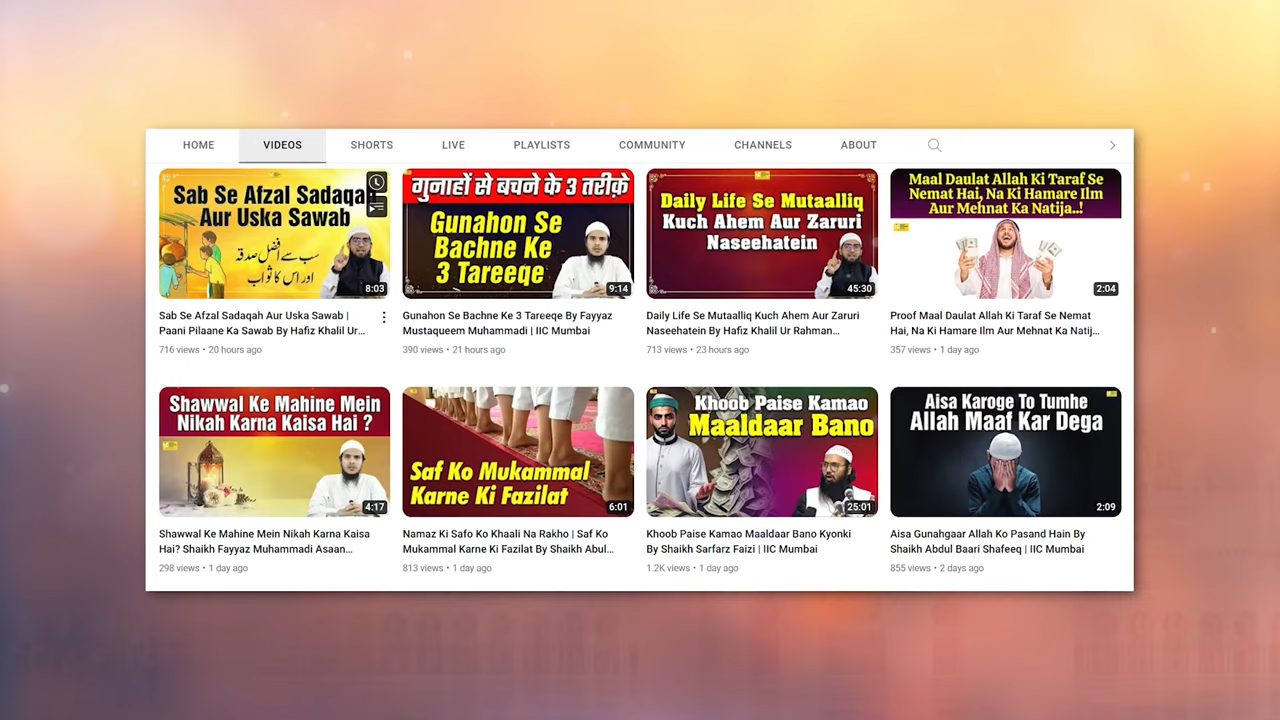 HOME VIDEOS SHORTS LIVE PLAYLISTS COMMUNITY CHANNELS ABOUT
Sab Se Afzal Sadaqah
Aur Uska Sawab
سب سے افضل صدقہ
اور اس کا ثواب
8:03
Sab Se Afzal Sadaqah Aur Uska Sawab |
Paani Pilaane Ka Sawab By Hafiz Khalil Ur...
716 views • 20 hours ago
गुनाहों से बचने के 3 तरीक़े
Gunahon Se
Bachne Ke
3 Tareeqe
9:14
Gunahon Se Bachne Ke 3 Tareeqe By Fayyaz
Mustaqueem Muhammadi | IIC Mumbai
390 views • 21 hours ago
Daily Life Se Mutaalliq
Kuch Ahem Aur Zaruri
Naseehatein
45:30
Daily Life Se Mutaalliq Kuch Ahem Aur Zaruri
Naseehatein By Hafiz Khalil Ur Rahman...
713 views • 23 hours ago
Maal Daulat Allah Ki Taraf Se
Nemat Hai, Na Ki Hamare Ilm
Aur Mehnat Ka Natija..!
2:04
Proof Maal Daulat Allah Ki Taraf Se Nemat
Hai, Na Ki Hamare Ilm Aur Mehnat Ka Natij...
357 views • 1 day ago
Shawwal Ke Mahine Mein
Nikah Karna Kaisa Hai ?
4:17
Shawwal Ke Mahine Mein Nikah Karna Kaisa
Hai? Shaikh Fayyaz Muhammadi Asaan...
298 views • 1 day ago
Saf Ko Mukammal
Karne Ki Fazilat
6:01
Namaz Ki Safo Ko Khaali Na Rakho | Saf Ko
Mukammal Karne Ki Fazilat By Shaikh Abul...
813 views • 1 day ago
Khoob Paise Kamao
Maaldaar Bano
25:01
Khoob Paise Kamao Maaldaar Bano Kyonki
By Shaikh Sarfarz Faizi | IIC Mumbai
1.2K views • 1 day ago
Aisa Karoge To Tumhe
Allah Maaf Kar Dega
2:09
Aisa Gunahgaar Allah Ko Pasand Hain By
Shaikh Abdul Baari Shafeeq | IIC Mumbai
855 views • 2 days ago